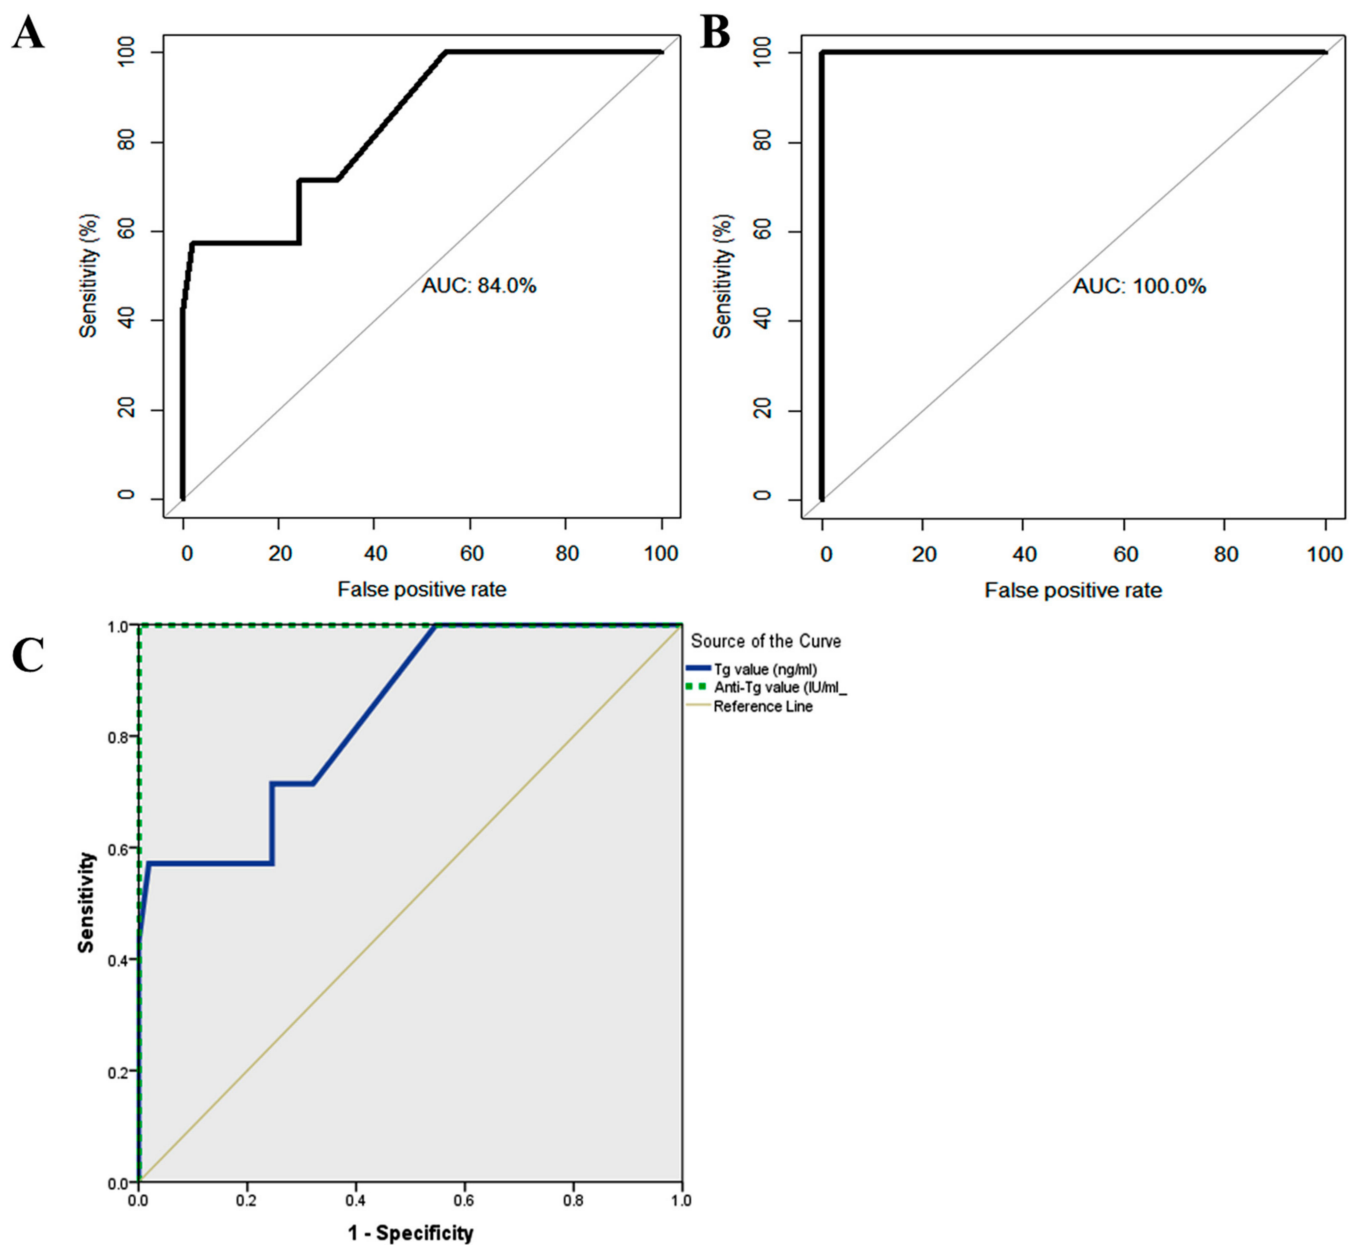 A
100
80
60
40
20
0
Sensitivity (%)
AUC: 84.0%
0 20 40 60 80 100
False positive rate
B
100
80
60
40
20
0
Sensitivity (%)
AUC: 100.0%
0 20 40 60 80 100
False positive rate
C
1.0
0.8
0.6
0.4
0.2
0.0
Sensitivity
0.0 0.2 0.4 0.6 0.8 1.0
1 - Specificity
Source of the Curve
Tg value (ng/ml)
Anti-Tg value (IU/ml_
Reference Line